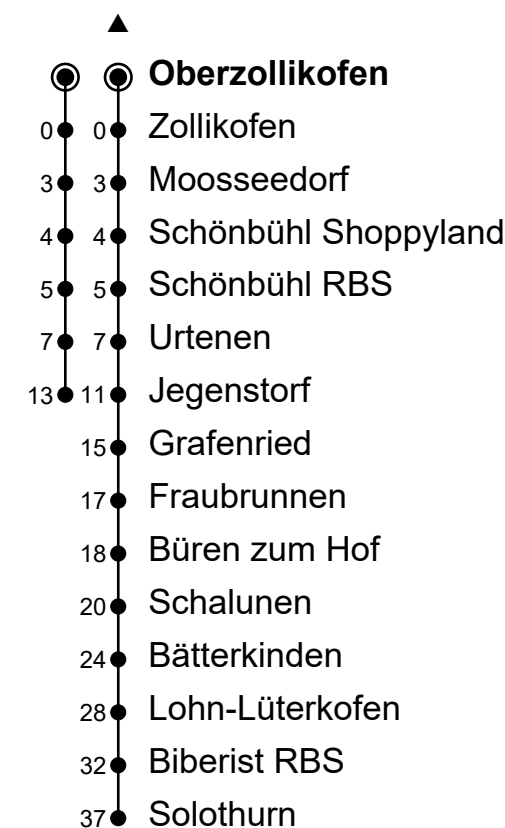 Oberzollikofen
0 0 Zollikofen
3 3 Moosseedorf
4 4 Schönbühl Shoppyland
5 5 Schönbühl RBS
7 7 Urtenen
13 11 Jegenstorf
15 Grafenried
17 Fraubrunnen
18 Büren zum Hof
20 Schalunen
24 Bätterkinden
28 Lohn-Lüterkofen
32 Biberist RBS
37 Solothurn